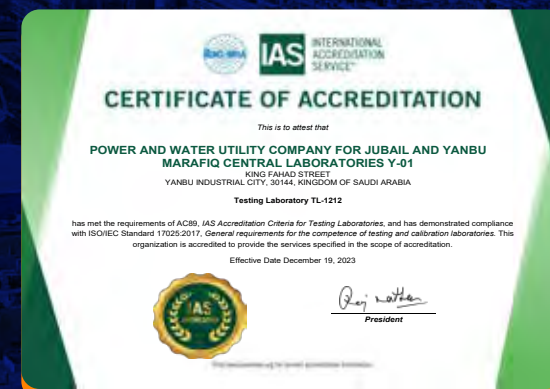 IAS
INTERNATIONAL
ACCREDITATION
SERVICE
CERTIFICATE OF ACCREDITATION
This is to attest that
POWER AND WATER UTILITY COMPANY FOR JUBAIL AND YANBU
MARAFIQ CENTRAL LABORATORIES Y-01
KING FAHAD STREET
YANBU INDUSTRIAL CITY, 30144, KINGDOM OF SAUDI ARABIA
Testing Laboratory TL-1212
has met the requirements of AC89, IAS Accreditation Criteria for Testing Laboratories, and has demonstrated compliance
with ISO/IEC Standard 17025:2017, General requirements for the competence of testing and calibration laboratories. This
organization is accredited to provide the services specified in the scope of accreditation.
Effective Date December 19, 2023
IAS
President